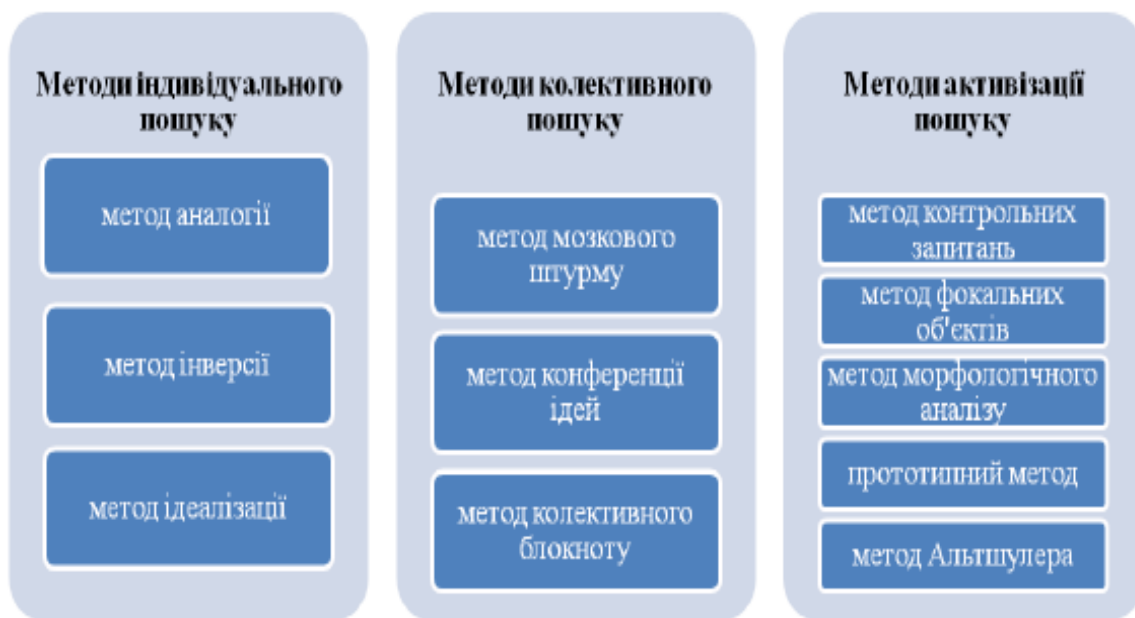 Методи індивідуального
пошуку
метод аналогії
метод інверсії
метод ідеалізації
Методи колективного
пошуку
метод мозкового
штурму
метод конференції
ідей
метод колективного
блокноту
Методи активізації
пошуку
метод контрольних
запитань
метод фокальних
об'єктів
метод морфологічного
аналізу
прототипний метод
метод Альтшулера